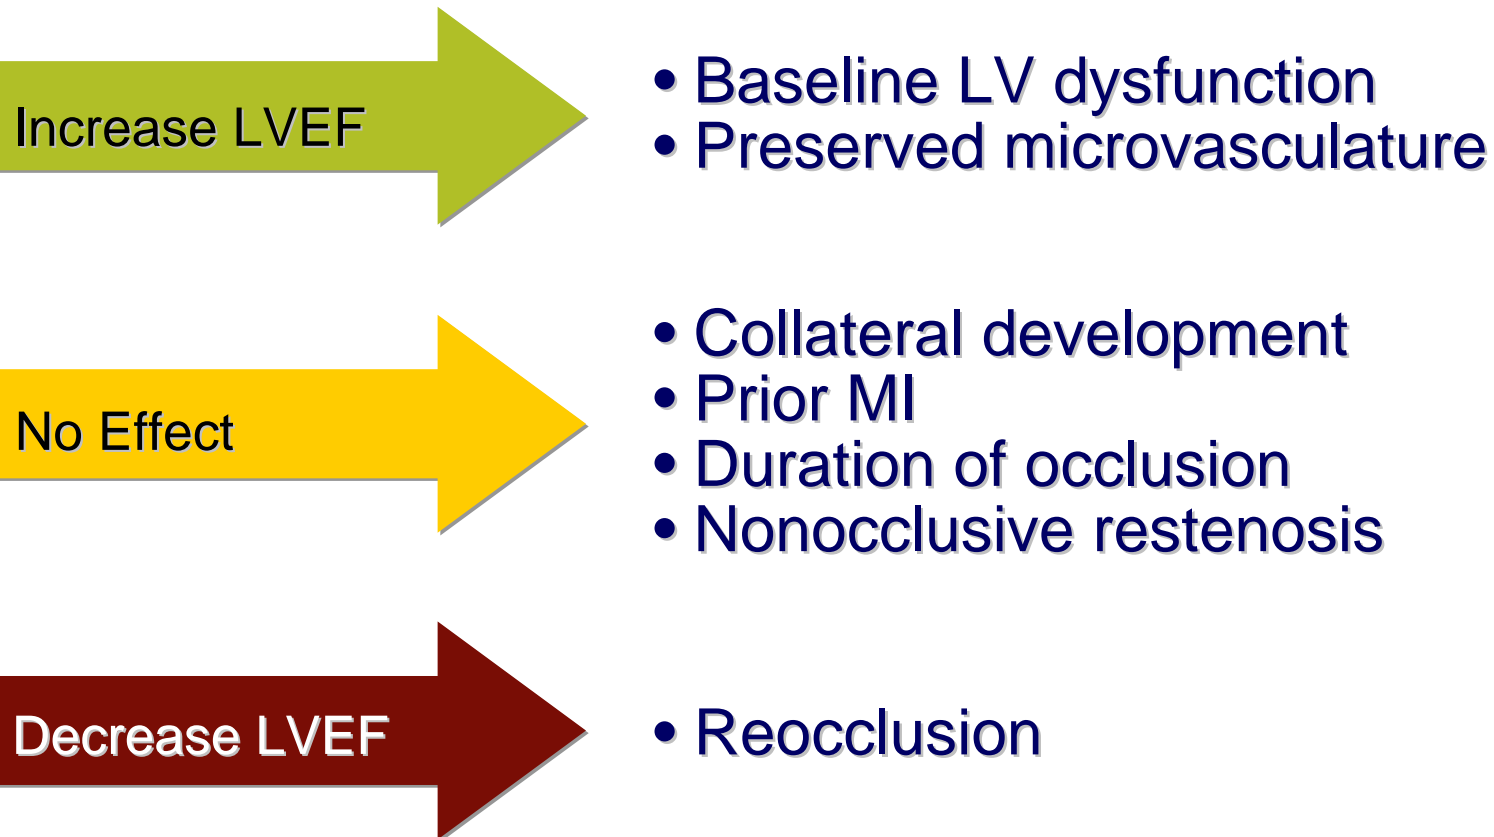 Increase LVEF
• Baseline LV dysfunction
• Preserved microvasculature
No Effect
• Collateral development
• Prior MI
• Duration of occlusion
• Nonocclusive restenosis
Decrease LVEF
• Reocclusion